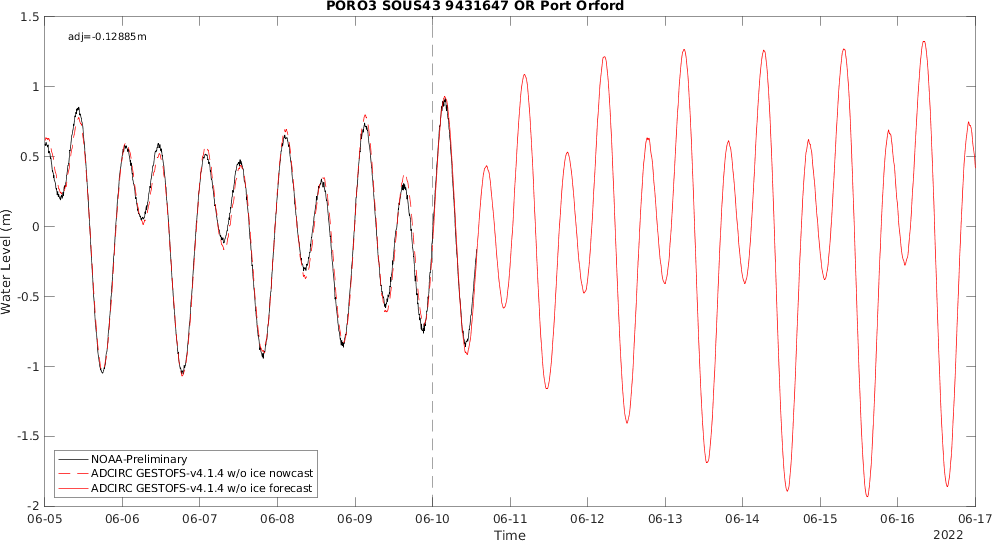 PORO3 SOUS43 9431647 OR Port Orford
adj=-0.12885m
1.5
1
0.5
0
-0.5
-1
-1.5
-2
Water Level (m)
NOAA-Preliminary
ADCIRC GESTOFS-v4.1.4 w/o ice nowcast
ADCIRC GESTOFS-v4.1.4 w/o ice forecast
06-05 06-06 06-07 06-08 06-09 06-10 06-11 06-12 06-13 06-14 06-15 06-16 06-17
Time
2022